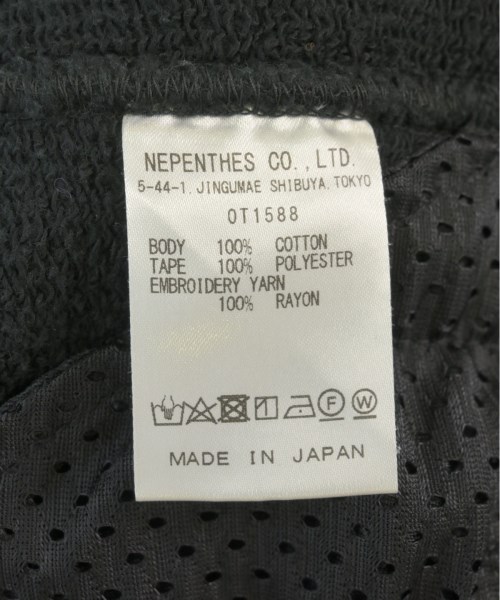 NEPENTHES CO.,LTD.
5-44-1.JINGUMAE SHIBUYA.TOKYO
OT1588
BODY 100% COTTON
TAPE 100% POLYESTER
EMBROIDERY YARN
100% RAYON
F W
MADE IN JAPAN